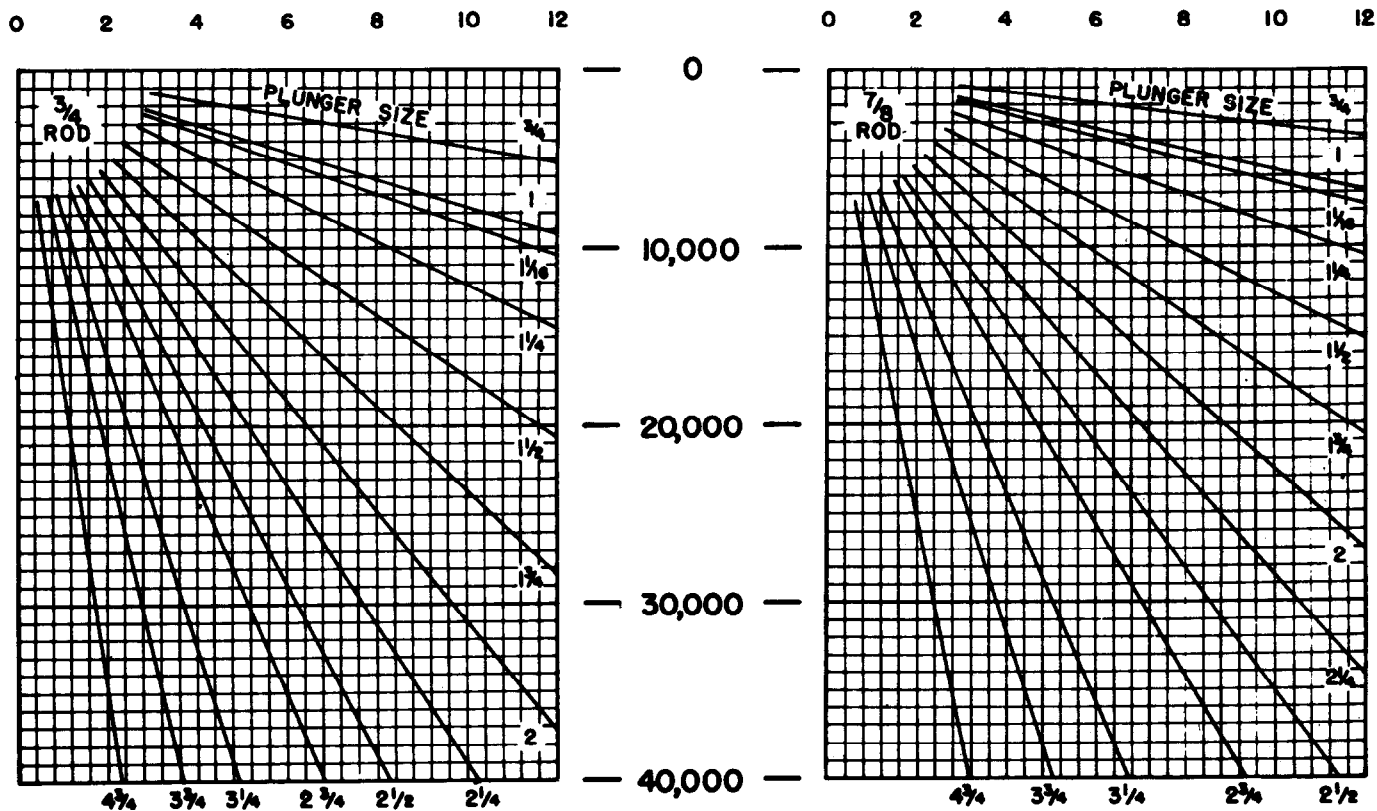 0 2 4 6 8 10 12
3/4 ROD
PLUNGER SIZE
3/4
1
1 1/16
1 1/4
1 1/2
1 3/4
2
4 3/4 3 3/4 3 1/4 2 3/4 2 1/2 2 1/4
0
10,000
20,000
30,000
40,000
0 2 4 6 8 10 12
7/8 ROD
PLUNGER SIZE
3/4
1
1 1/16
1 1/4
1 1/2
1 3/4
2
2 1/4
4 3/4 3 3/4 3 1/4 2 3/4 2 1/2